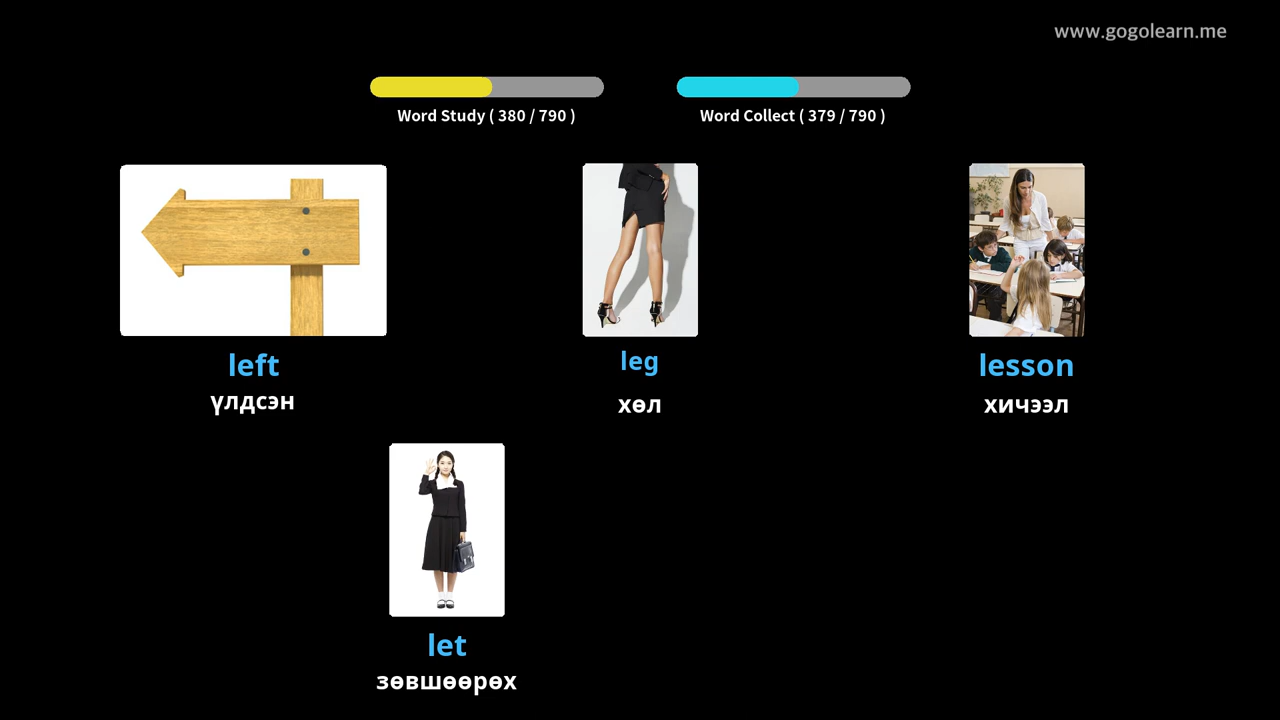 www.gogolearn.me
Word Study ( 380 / 790 )
Word Collect ( 379 / 790 )
left
үлдсэн
leg
хөл
lesson
хичээл
let
зөвшөөрөх